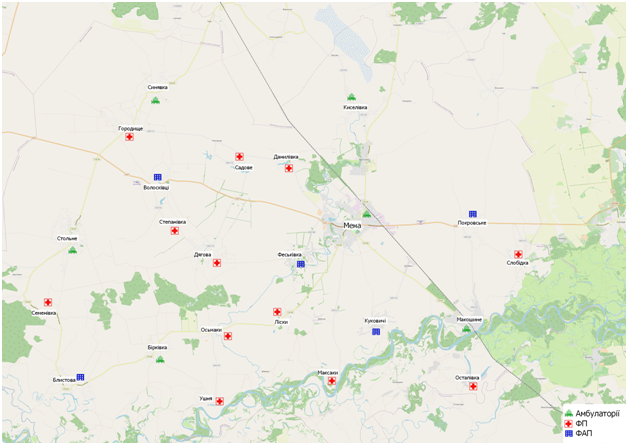 Синявка
Киселівка
Городище
Садове
Данилівка
Волосківці
Степанівка
Мена
Покровське
Стольне
Дягова
Феськівка
Слобідка
Семенівка
Ліски
Осьмаки
Куковичі
Макошине
Бірківка
Блистова
Максаки
Остапівка
Ушня
Амбулаторії
ФП
ФАП